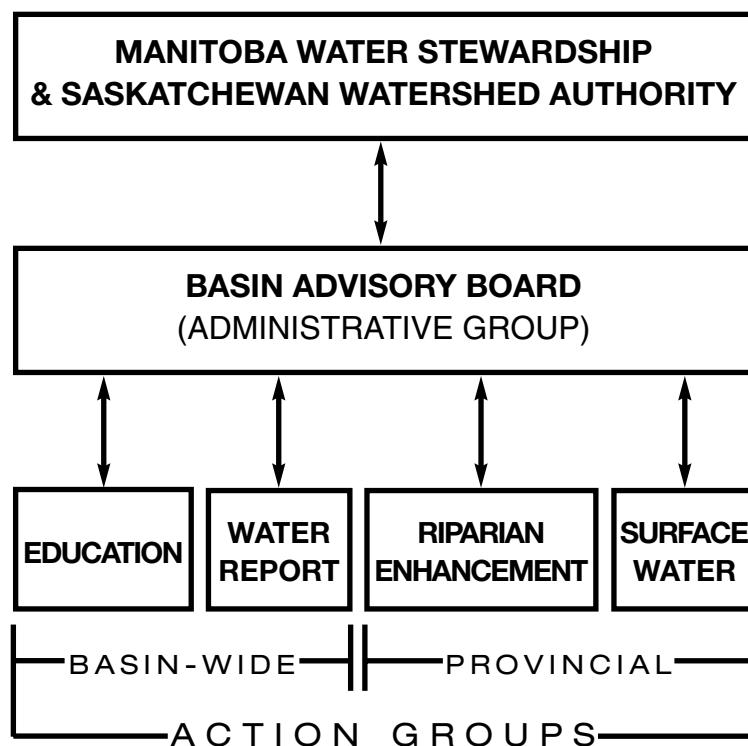 MANITOBA WATER STEWARDSHIP
& SASKATCHEWAN WATERSHED AUTHORITY
BASIN ADVISORY BOARD
(ADMINISTRATIVE GROUP)
EDUCATION
WATER
REPORT
RIPARIAN
ENHANCEMENT
SURFACE
WATER
BASIN-WIDE
PROVINCIAL
ACTION GROUPS